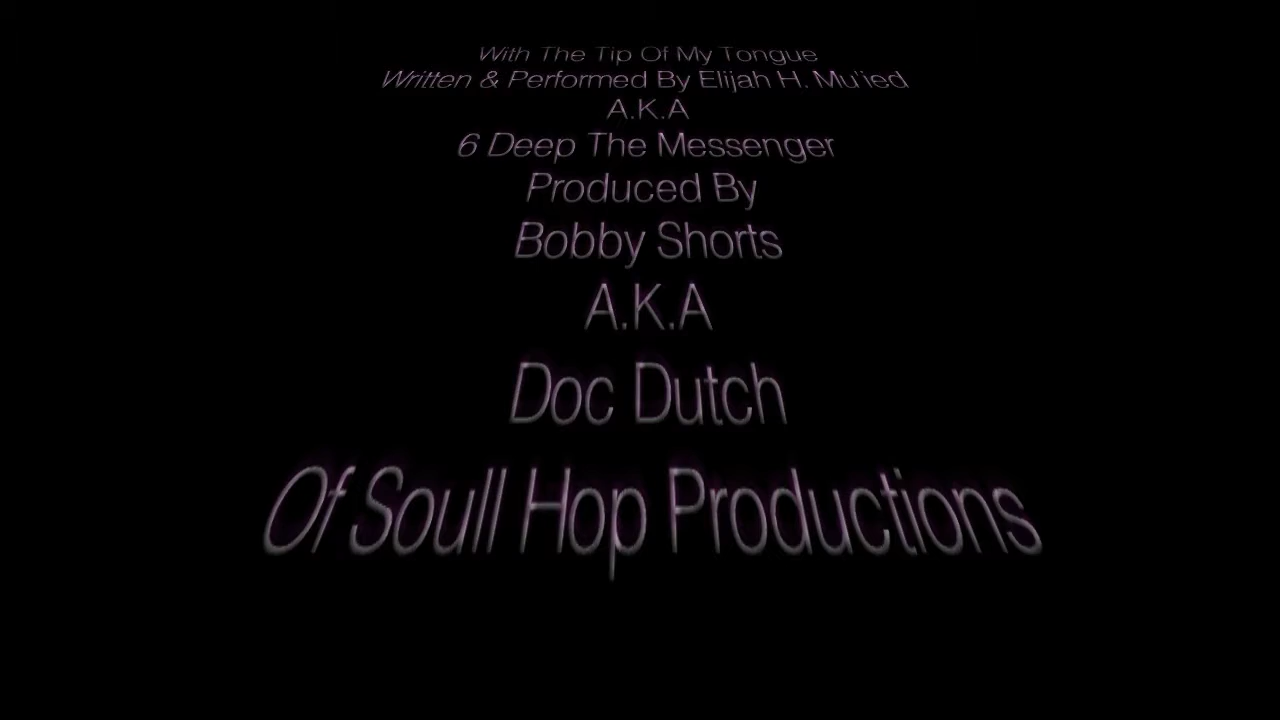 With The Tip Of My Tongue
Written & Performed By Elijah H. Mu'ied
A.K.A
6 Deep The Messenger
Produced By
Bobby Shorts
A.K.A
Doc Dutch
Of Soull Hop Productions